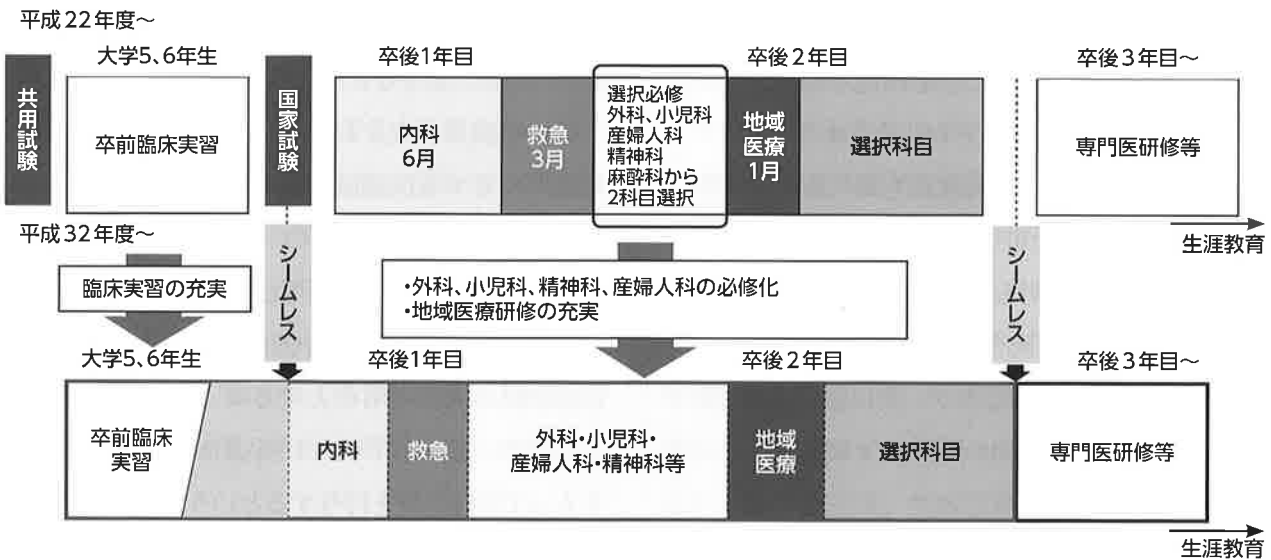 平成22年度～
大学5、6年生
卒後1年目
卒後2年目
卒後3年目～
共用試験
卒前臨床実習
国家試験
内科
6月
救急
3月
選択必修
外科、小児科
産婦人科
精神科
麻酔科から
2科目選択
地域
医療
1月
選択科目
専門医研修等
生涯教育
平成32年度～
臨床実習の充実
シームレス
・外科、小児科、精神科、産婦人科の必修化
・地域医療研修の充実
シームレス
大学5、6年生
卒後1年目
卒後2年目
卒後3年目～
卒前臨床
実習
内科
救急
外科・小児科・
産婦人科・精神科等
地域
医療
選択科目
専門医研修等
生涯教育